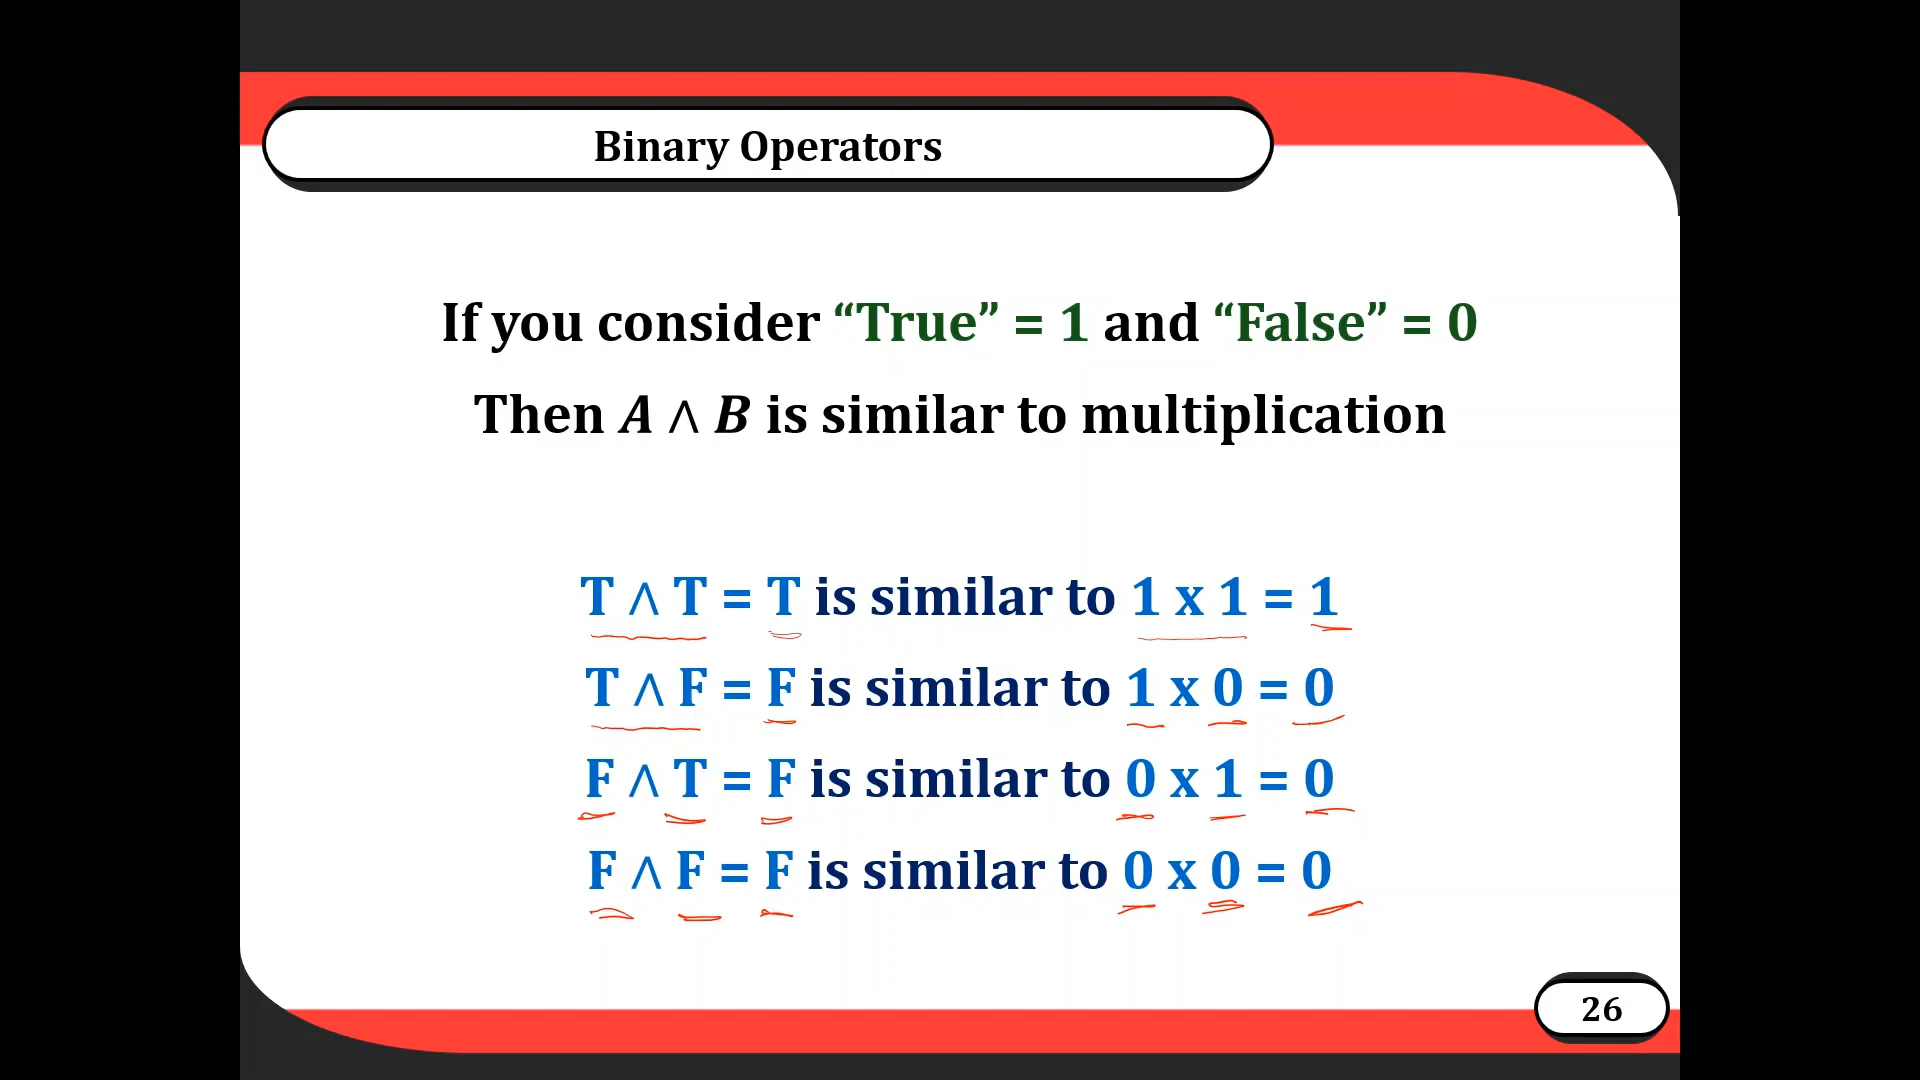 Binary Operators
If you consider “True” = 1 and “False” = 0
Then A ∧ B is similar to multiplication
T ∧ T = T is similar to 1 x 1 = 1
T ∧ F = F is similar to 1 x 0 = 0
F ∧ T = F is similar to 0 x 1 = 0
F ∧ F = F is similar to 0 x 0 = 0
26